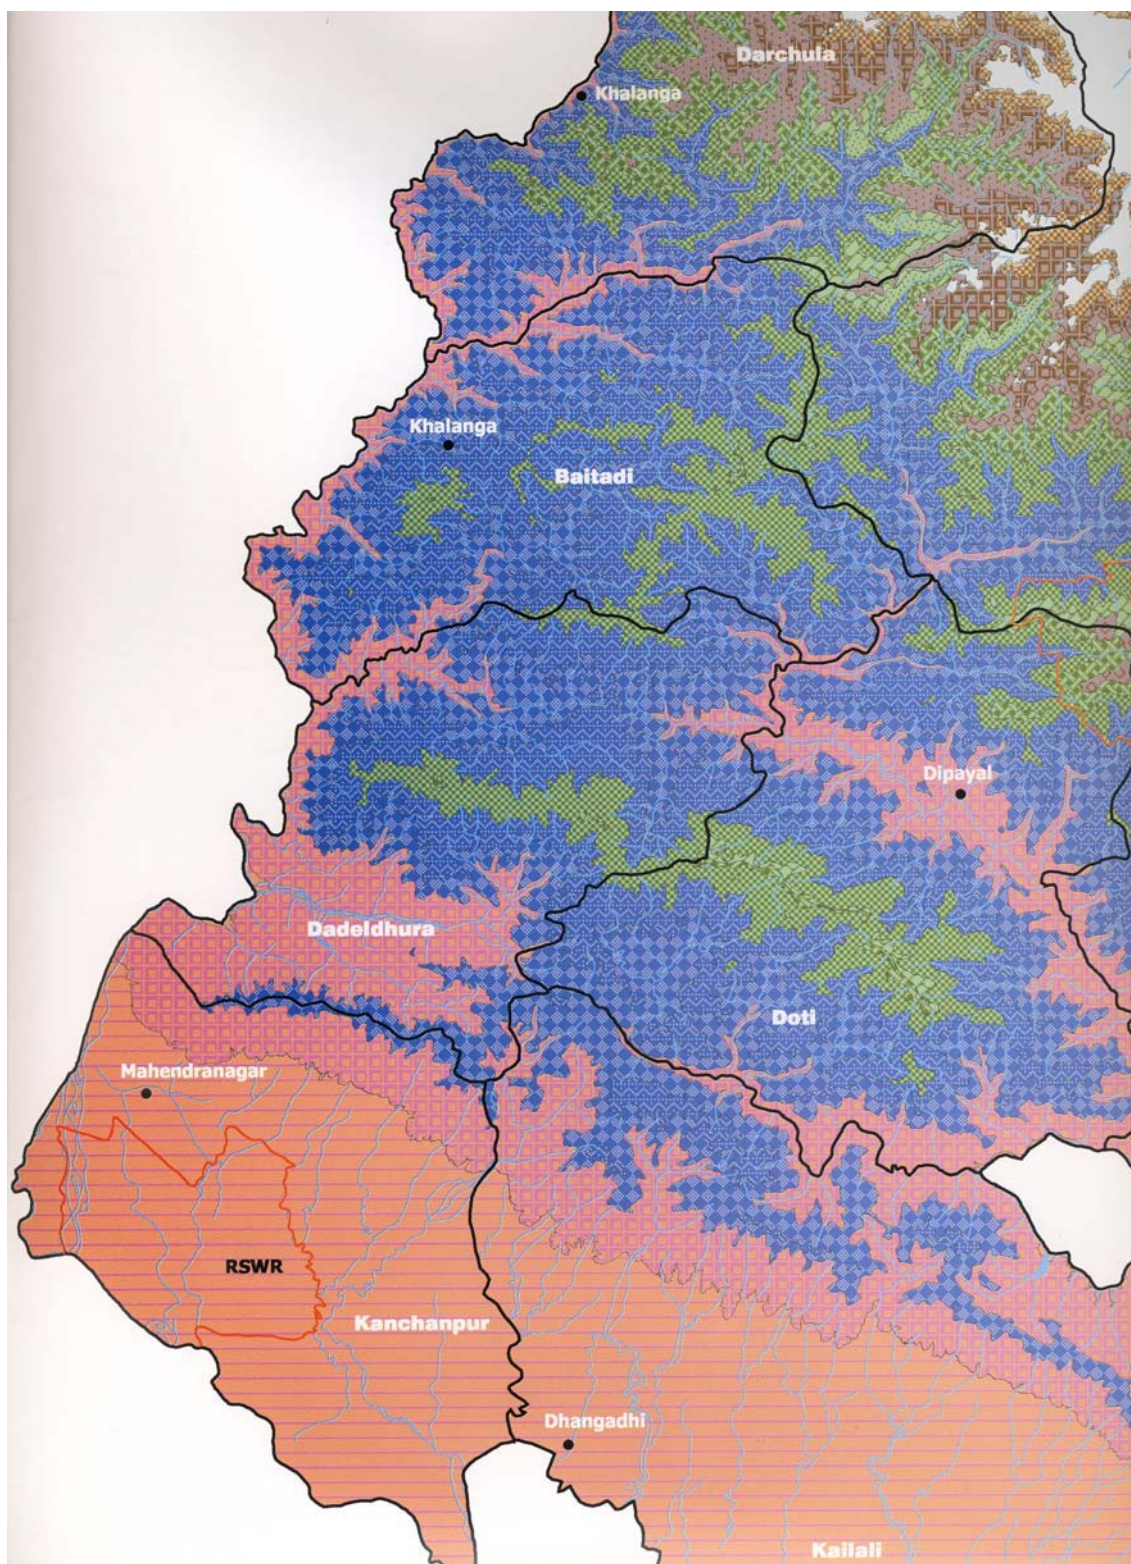 Darchula
Khalanga
Khalanga
Baitadi
Dipayal
Dadeldhura
Doti
Mahendranagar
RSWR
Kanchanpur
Dhangadhi
Kailali